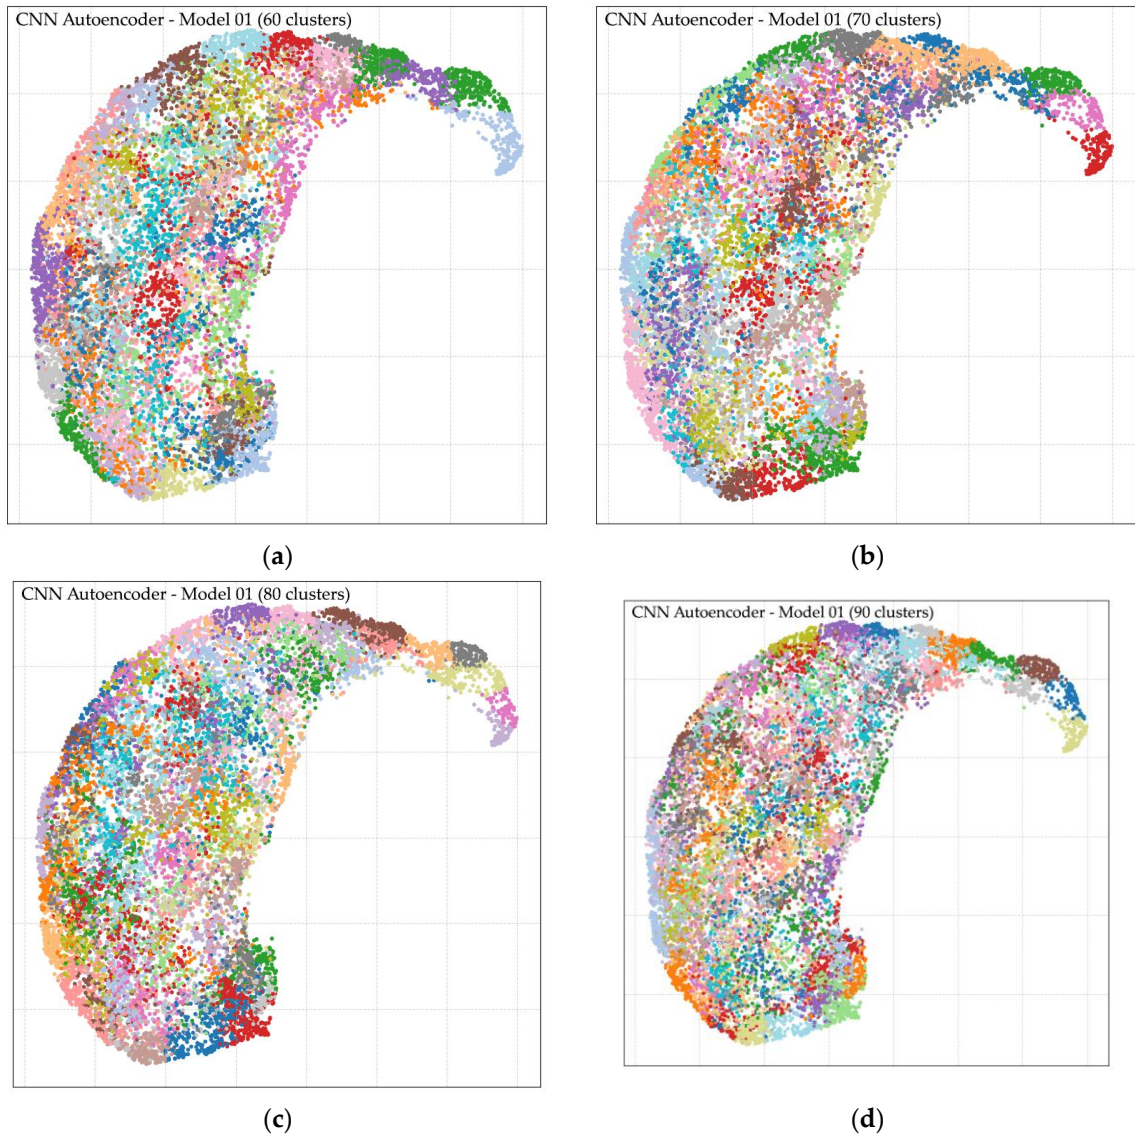 CNN Autoencoder - Model 01 (60 clusters)
CNN Autoencoder - Model 01 (70 clusters)
(a)
(b)
CNN Autoencoder - Model 01 (80 clusters)
CNN Autoencoder - Model 01 (90 clusters)
(c)
(d)